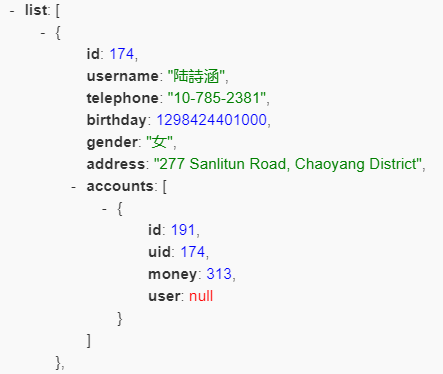 - list: [
- {
id: 174,
username: "陆詩涵",
telephone: "10-785-2381",
birthday: 1298424401000,
gender: "女",
address: "277 Sanlitun Road, Chaoyang District",
- accounts: [
- {
id: 191,
uid: 174,
money: 313,
user: null
}
]
},